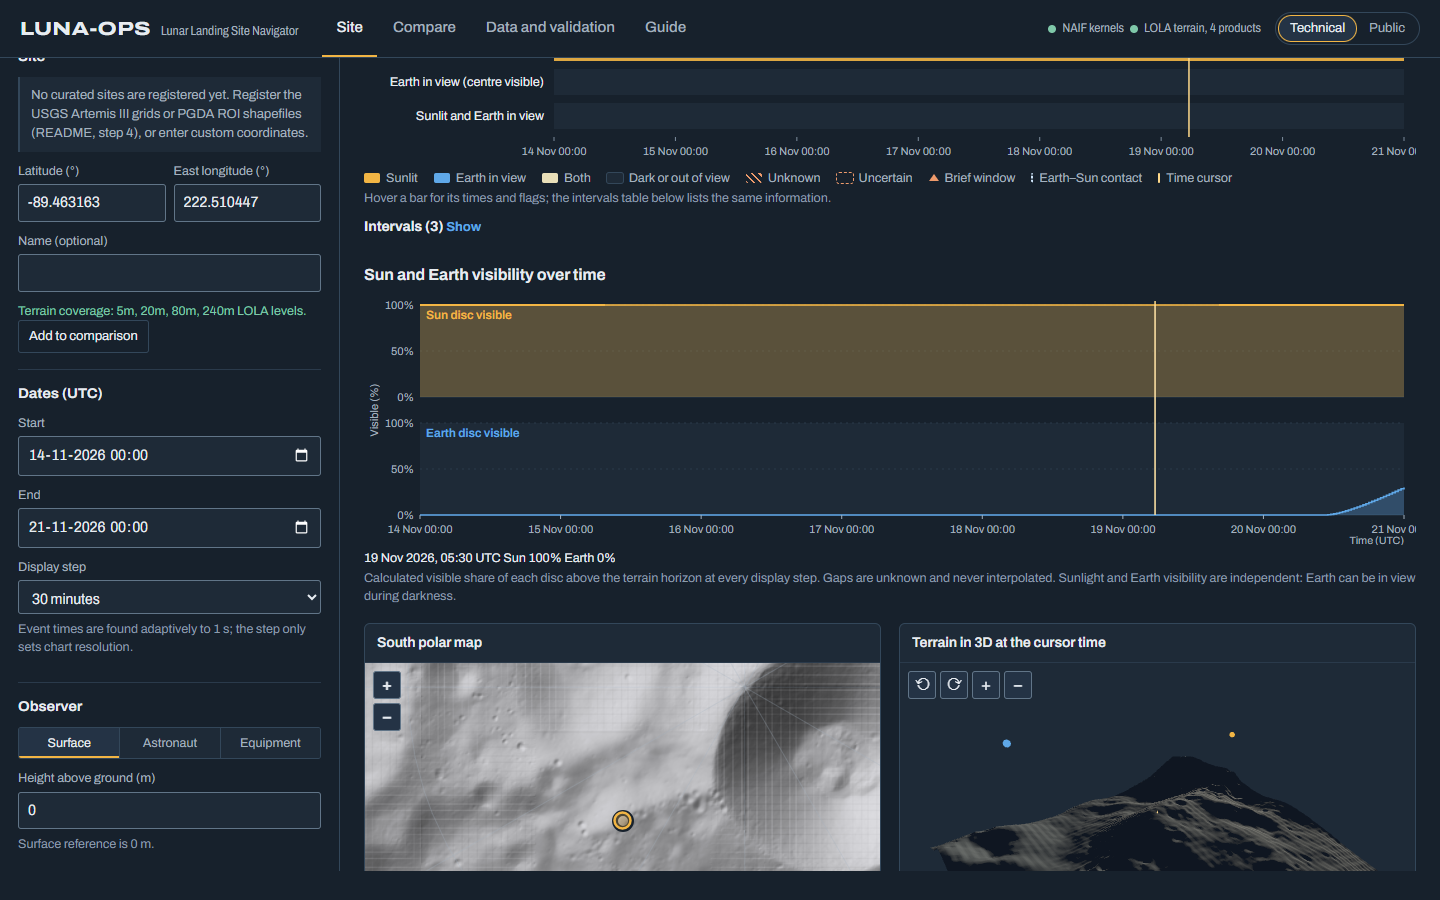 LUNA-OPS Lunar Landing Site Navigator Site Compare Data and validation Guide NAIF kernels LOLA terrain, 4 products Technical Public
Site
No curated sites are registered yet. Register the
USGS Artemis III grids or PGDA ROI shapefiles
(README, step 4), or enter custom coordinates.
Latitude (°) East longitude (°)
-89.463163 222.510447
Name (optional)
Terrain coverage: 5m, 20m, 80m, 240m LOLA levels.
Add to comparison
Dates (UTC)
Start
14-11-2026 00:00
End
21-11-2026 00:00
Display step
30 minutes
Event times are found adaptively to 1 s; the step only
sets chart resolution.
Observer
Surface Astronaut Equipment
Height above ground (m)
0
Surface reference is 0 m.
Earth in view (centre visible)
Sunlit and Earth in view
14 Nov 00:00 15 Nov 00:00 16 Nov 00:00 17 Nov 00:00 18 Nov 00:00 19 Nov 00:00 20 Nov 00:00 21 Nov 0
Sunlit Earth in view Both Dark or out of view Unknown Uncertain Brief window Earth–Sun contact Time cursor
Hover a bar for its times and flags; the intervals table below lists the same information.
Intervals (3) Show
Sun and Earth visibility over time
Visible (%)
100%
Sun disc visible
50%
0%
100%
Earth disc visible
50%
0%
14 Nov 00:00 15 Nov 00:00 16 Nov 00:00 17 Nov 00:00 18 Nov 00:00 19 Nov 00:00 20 Nov 00:00 21 Nov 0
Time (UTC)
19 Nov 2026, 05:30 UTC Sun 100% Earth 0%
Calculated visible share of each disc above the terrain horizon at every display step. Gaps are unknown and never interpolated. Sunlight and Earth visibility are independent: Earth can be in view
during darkness.
South polar map
+
−
Terrain in 3D at the cursor time
+ −